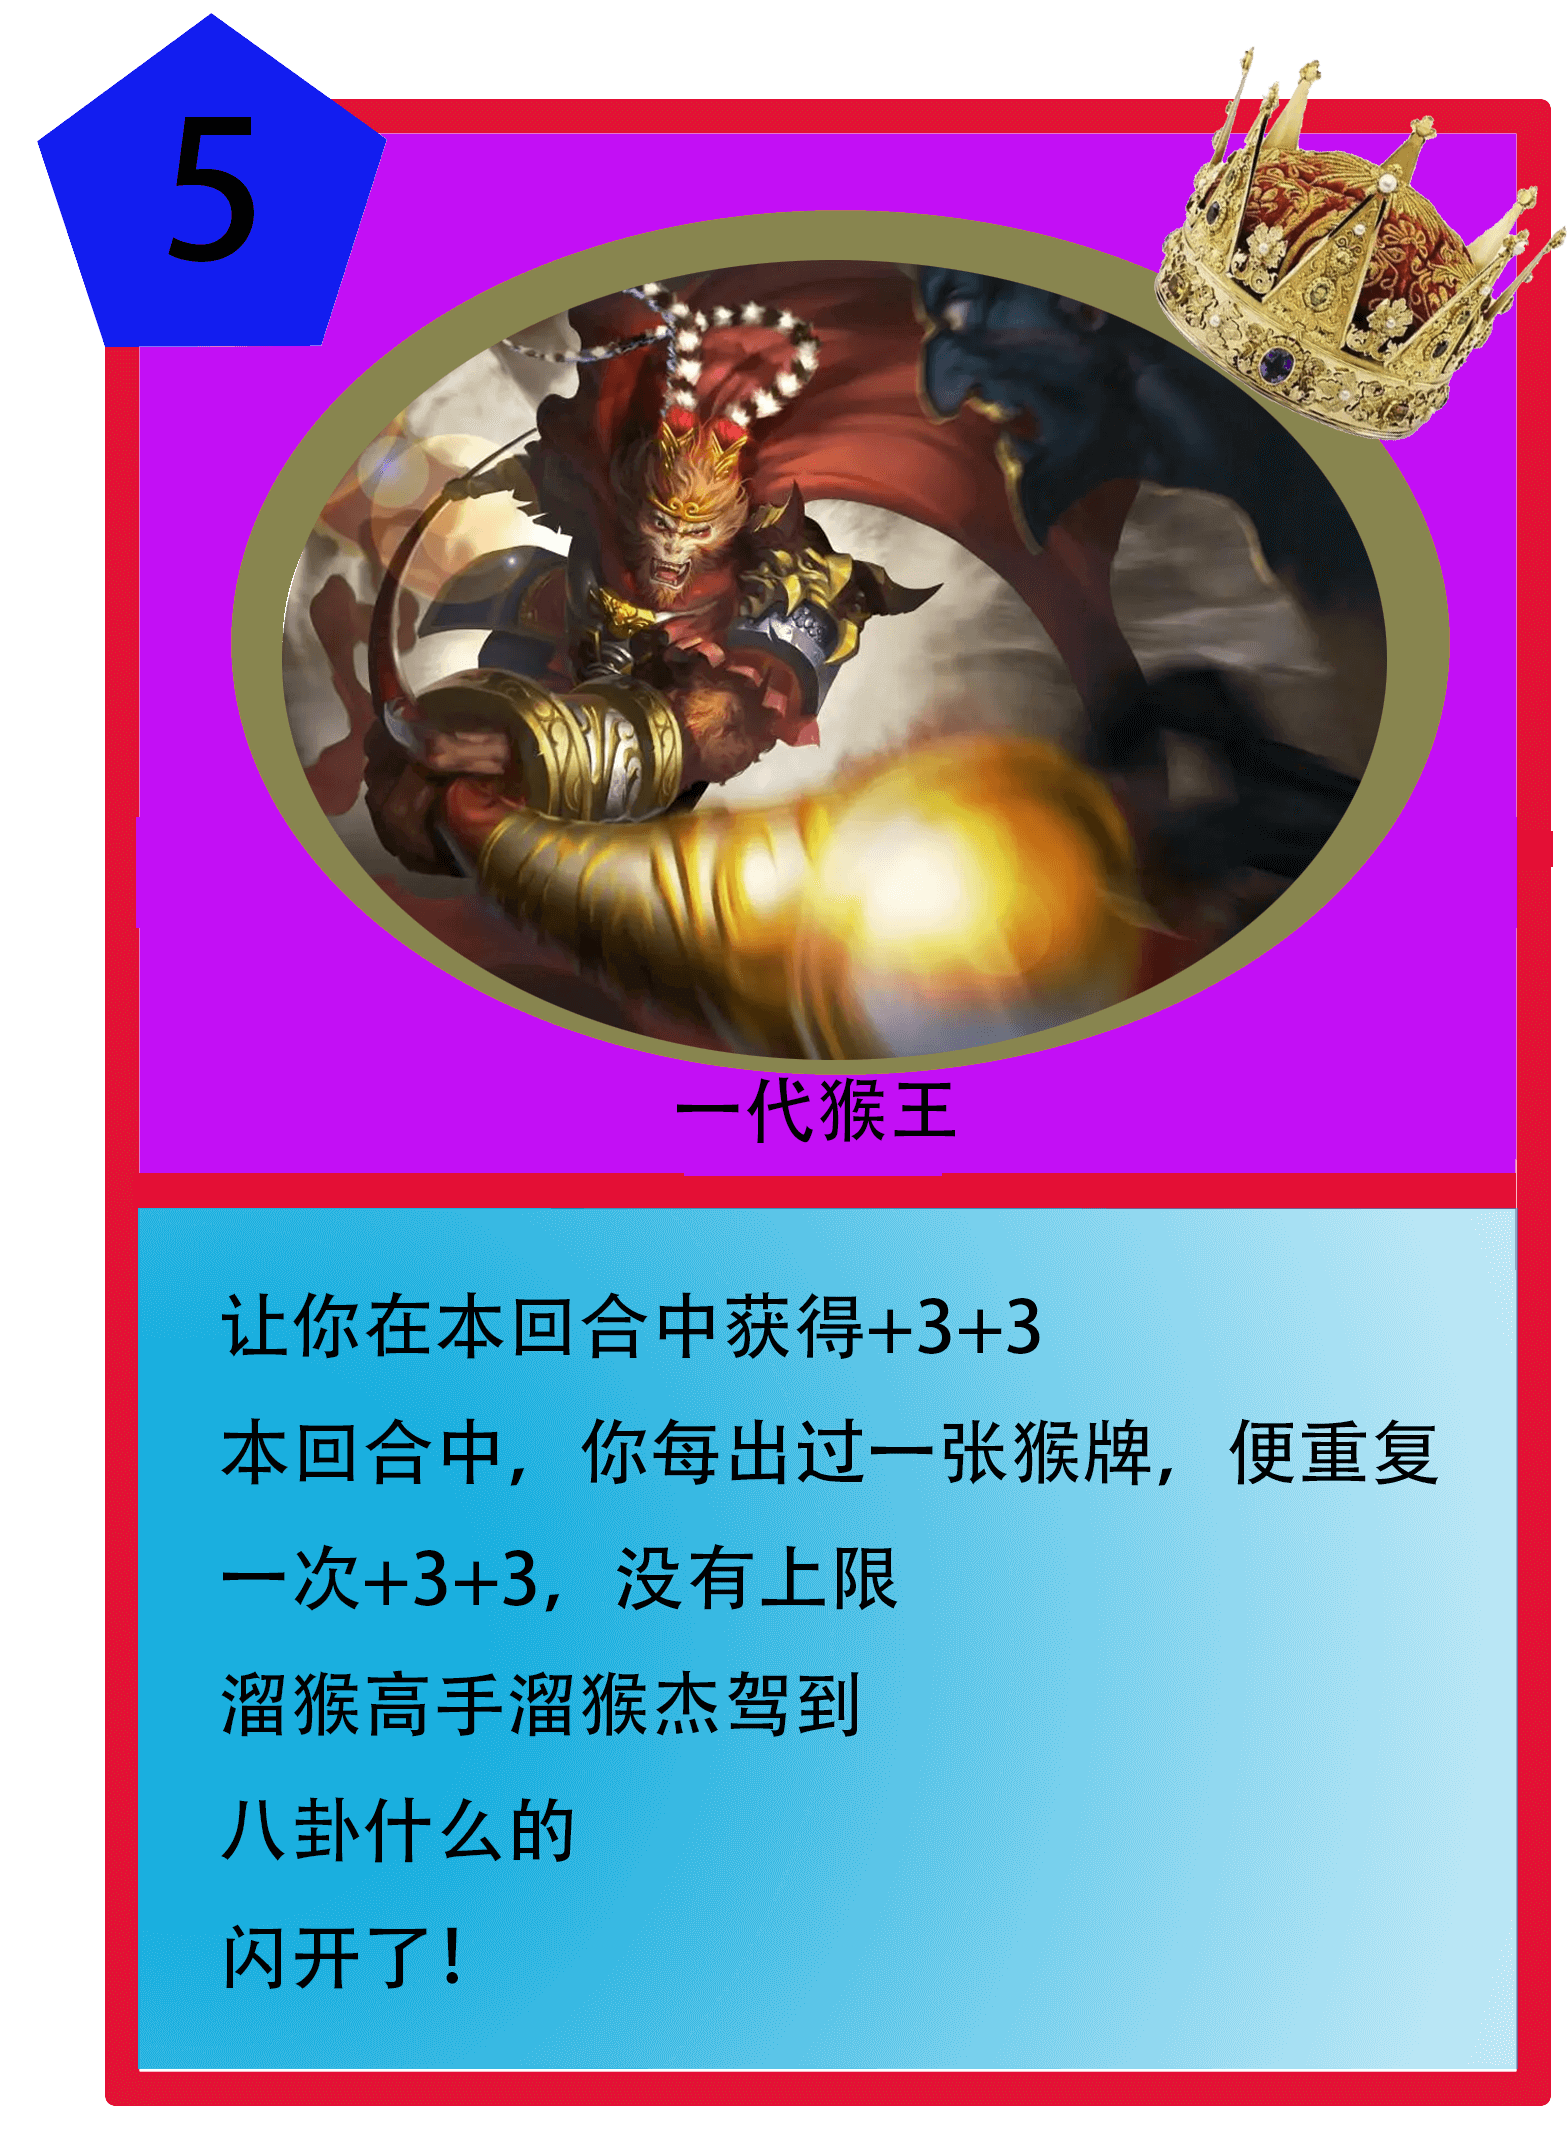 5
一代猴王
让你在本回合中获得+3+3
本回合中，你每出过一张猴牌，便重复
一次+3+3，没有上限
溜猴高手溜猴杰驾到
八卦什么的
闪开了！